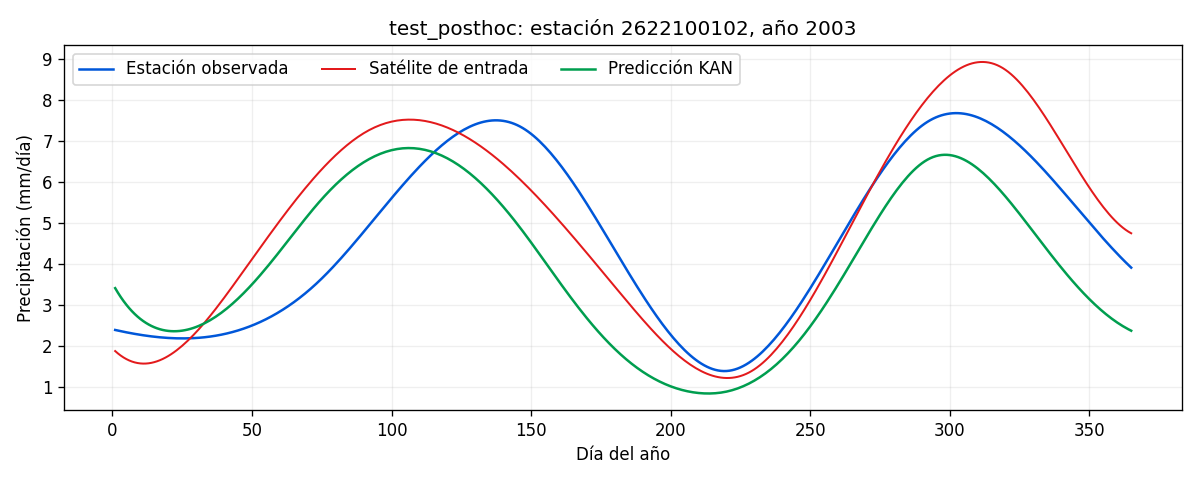 test_posthoc: estación 2622100102, año 2003
Estación observada
Satélite de entrada
Predicción KAN
Precipitación (mm/día)
9
8
7
6
5
4
3
2
1
0
50
100
150
200
250
300
350
Día del año